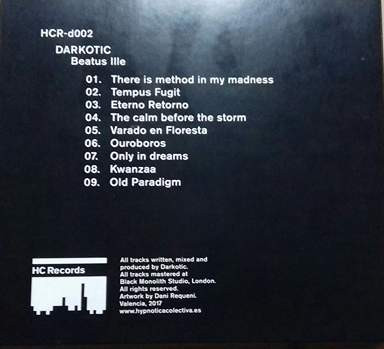 HCR-d002
DARKOTIC
Beatus Ille
01. There is method in my madness
02. Tempus Fugit
03. Eterno Retorno
04. The calm before the storm
05. Varado en Floresta
06. Ouroboros
07. Only in dreams
08. Kwanzaa
09. Old Paradigm
HC Records
All tracks written, mixed and
produced by Darkotic.
All tracks mastered at
Black Monolith Studio, London.
All rights reserved.
Artwork by Dani Requeni.
Valencia, 2017
www.hypnoticacolectiva.es